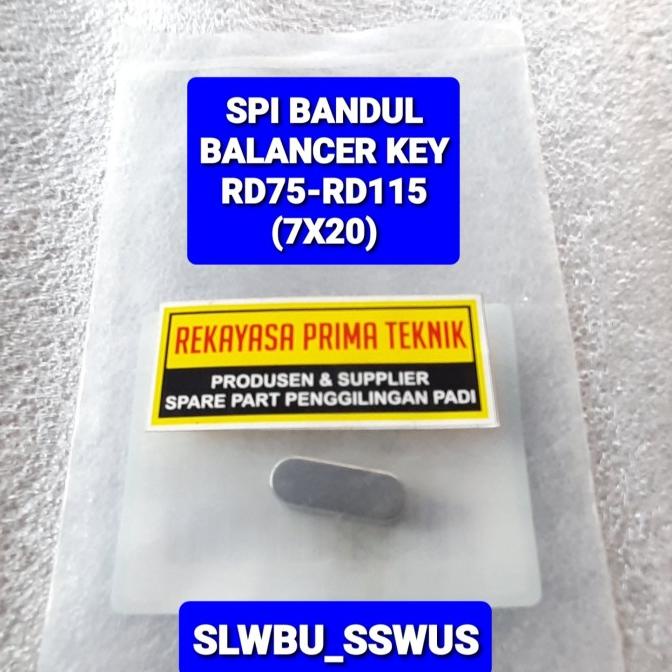 SPI BANDUL
BALANCER KEY
RD75-RD115
(7X20)
REKAYASA PRIMA TEKNIK
PRODUSEN & SUPPLIER
SPARE PART PENGGILINGAN PADI
SLWBU_SSWUS